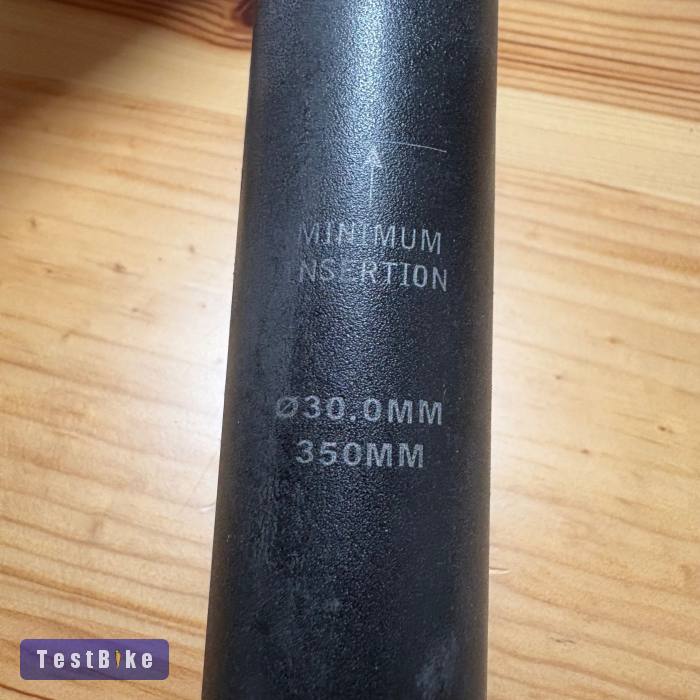 MINIMUM
INSERTION
Ø30.0MM
350MM
TestBike